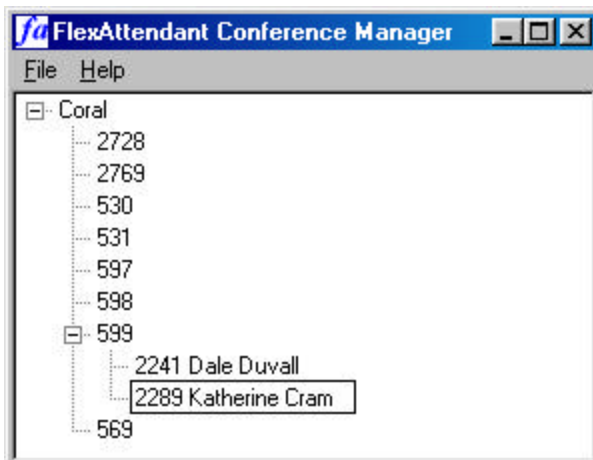 fa FlexAttendant Conference Manager
File Help
Coral
2728
2769
530
531
597
598
599
2241 Dale Duvall
2289 Katherine Cram
569